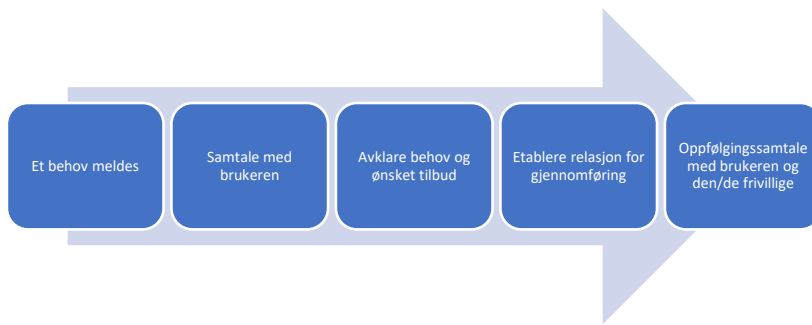 Et behov meldes
Samtale med
brukeren
Avklare behov og
ønsket tilbud
Etablere relasjon for
gjennomføring
Oppfølgingssamtale
med brukeren og
den/de frivillige